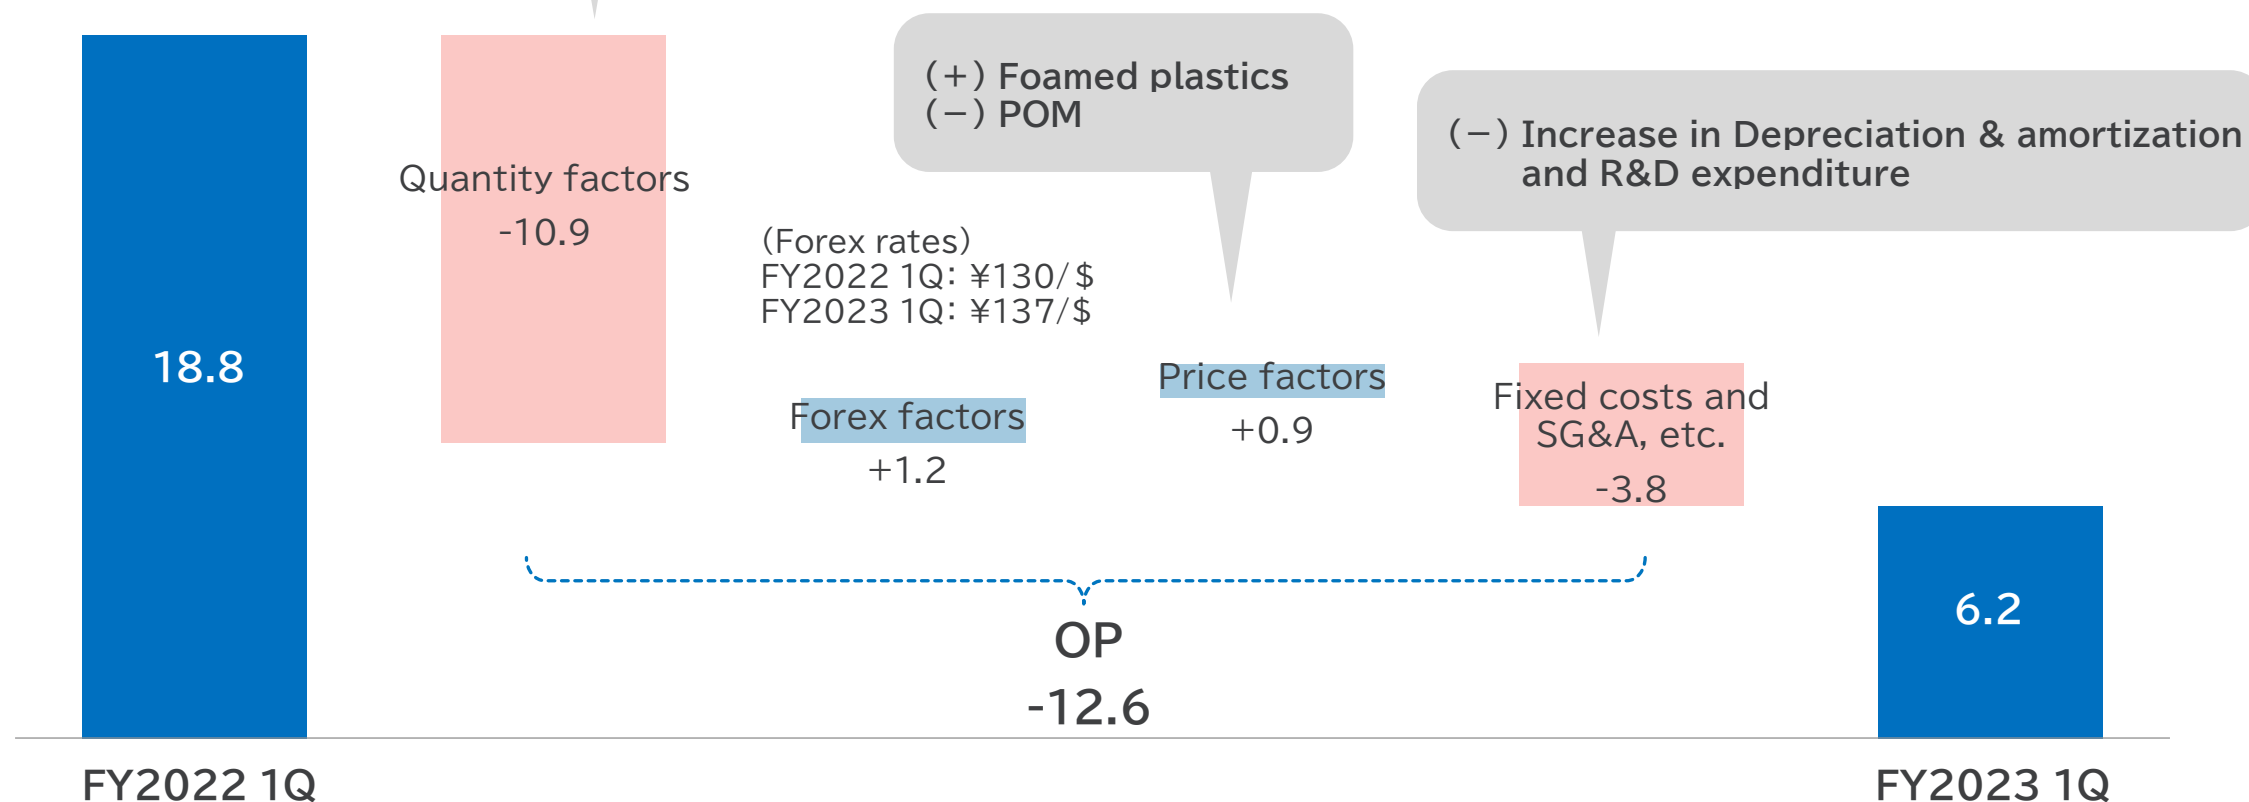 (+) Foamed plastics
(−) POM
(−) Increase in Depreciation & amortization
and R&D expenditure
Quantity factors
-10.9
(Forex rates)
FY2022 1Q: ¥130/$
FY2023 1Q: ¥137/$
18.8
Forex factors
+1.2
Price factors
+0.9
Fixed costs and
SG&A, etc.
-3.8
OP
-12.6
6.2
FY2022 1Q
FY2023 1Q